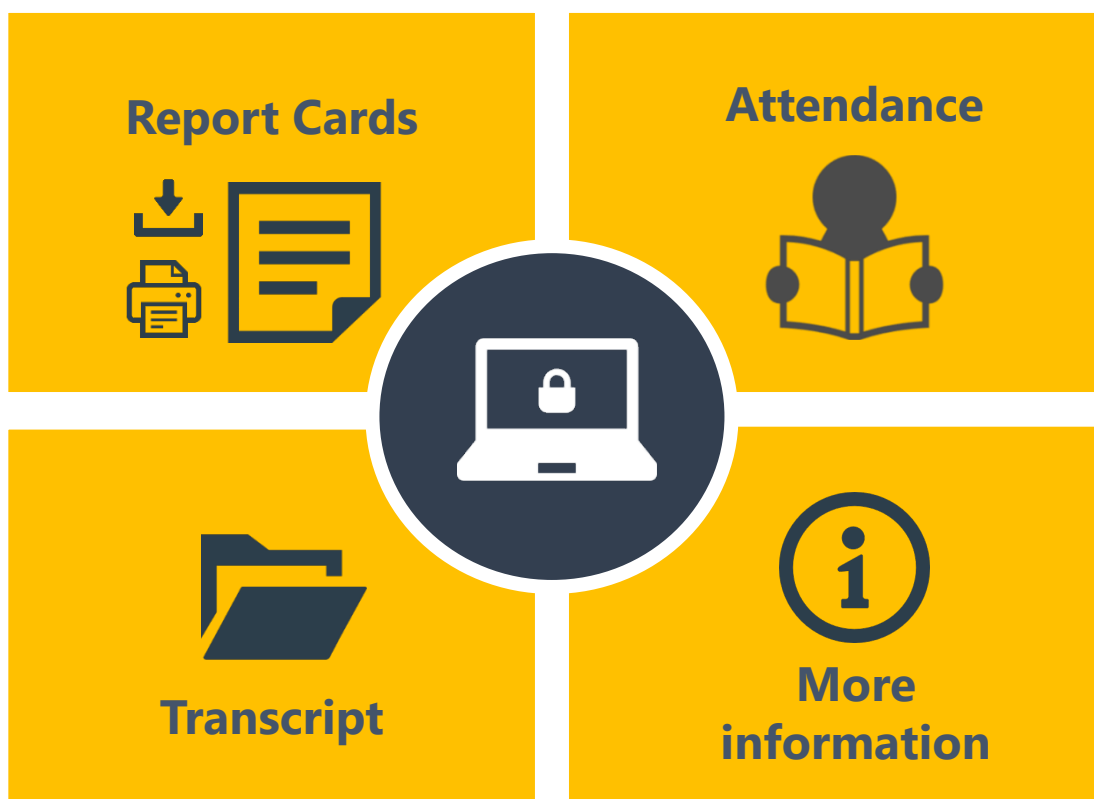 Report Cards
Attendance
Transcript
More
information